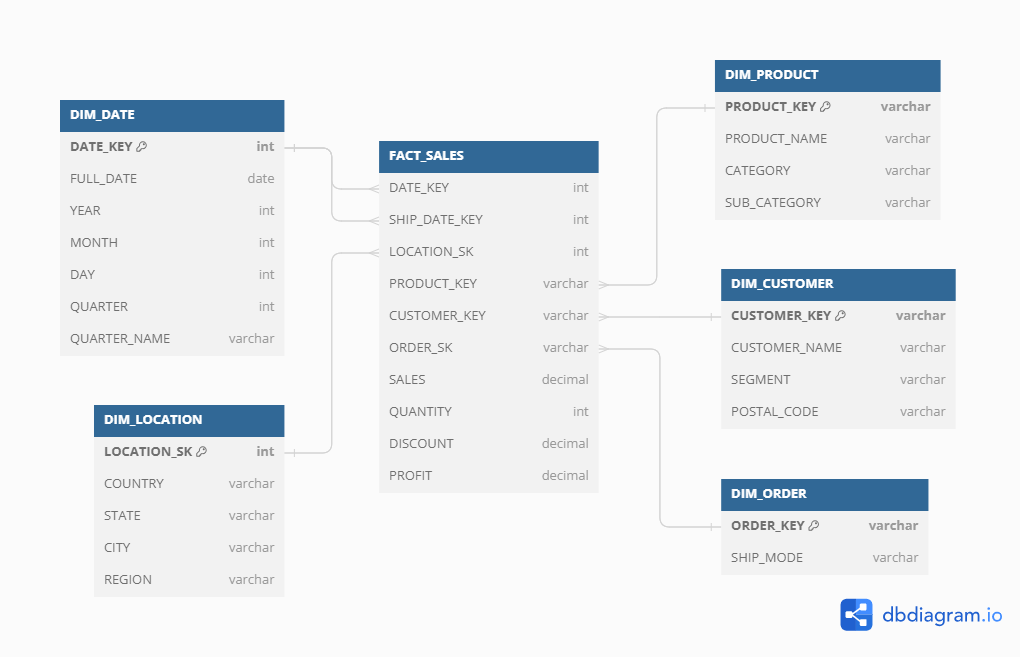 DIM_DATE
DATE_KEY int
FULL_DATE date
YEAR int
MONTH int
DAY int
QUARTER int
QUARTER_NAME varchar
DIM_LOCATION
LOCATION_SK int
COUNTRY varchar
STATE varchar
CITY varchar
REGION varchar
FACT_SALES
DATE_KEY int
SHIP_DATE_KEY int
LOCATION_SK int
PRODUCT_KEY varchar
CUSTOMER_KEY varchar
ORDER_SK varchar
SALES decimal
QUANTITY int
DISCOUNT decimal
PROFIT decimal
DIM_PRODUCT
PRODUCT_KEY varchar
PRODUCT_NAME varchar
CATEGORY varchar
SUB_CATEGORY varchar
DIM_CUSTOMER
CUSTOMER_KEY varchar
CUSTOMER_NAME varchar
SEGMENT varchar
POSTAL_CODE varchar
DIM_ORDER
ORDER_KEY varchar
SHIP_MODE varchar
dbdiagram.io